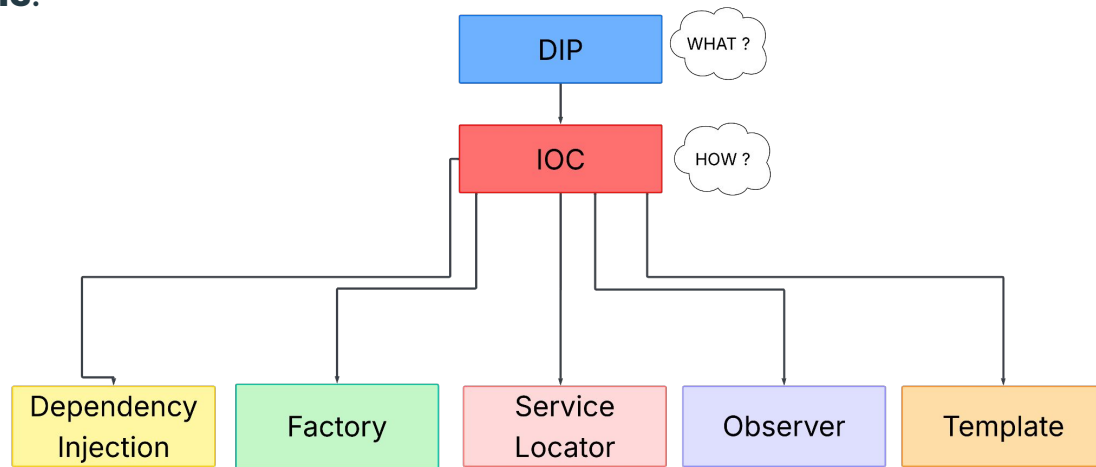 DIP
WHAT ?
IOC
HOW ?
Dependency
Injection
Factory
Service
Locator
Observer
Template